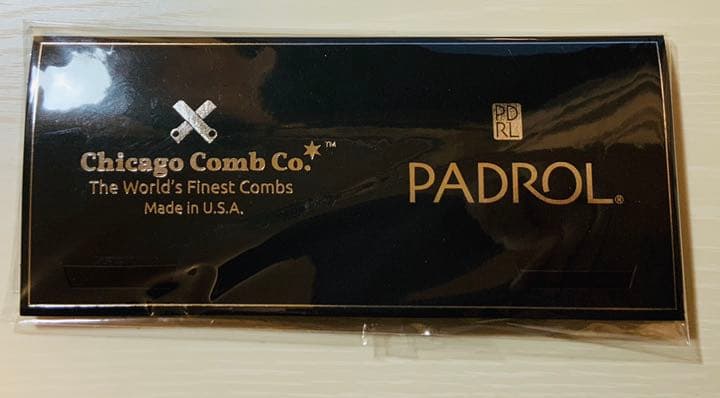 Chicago Comb Co.™
The World's Finest Combs
Made in U.S.A.
PD
RL
PADROL®